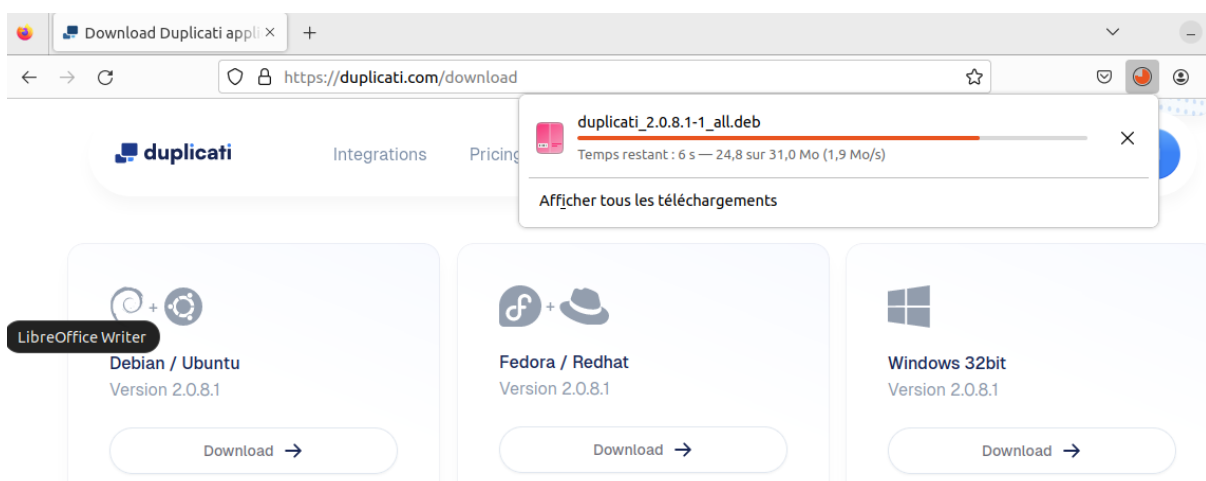 Download Duplicati appli
https://duplicati.com/download
duplicati_2.0.8.1-1_all.deb
Temps restant : 6 s — 24,8 sur 31,0 Mo (1,9 Mo/s)
Afficher tous les téléchargements
duplicati
Integrations
Pricing
LibreOffice Writer
Debian / Ubuntu
Version 2.0.8.1
Download →
Fedora / Redhat
Version 2.0.8.1
Download →
Windows 32bit
Version 2.0.8.1
Download →